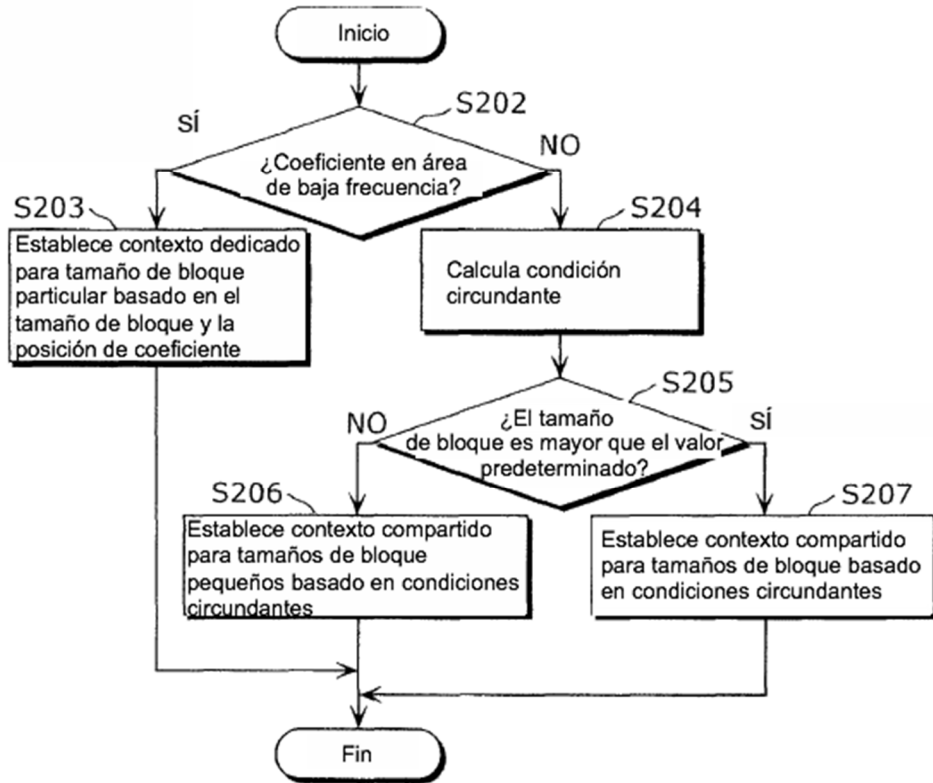 Inicio
S202
SÍ
NO
¿Coeficiente en área
de baja frecuencia?
S203
S204
Establece contexto dedicado
para tamaño de bloque
particular basado en el
tamaño de bloque y la
posición de coeficiente
Calcula condición
circundante
S205
NO
SÍ
¿El tamaño
de bloque es mayor que el valor
predeterminado?
S206
S207
Establece contexto compartido
para tamaños de bloque
pequeños basado en condiciones
circundantes
Establece contexto compartido
para tamaños de bloque basado
en condiciones circundantes
Fin